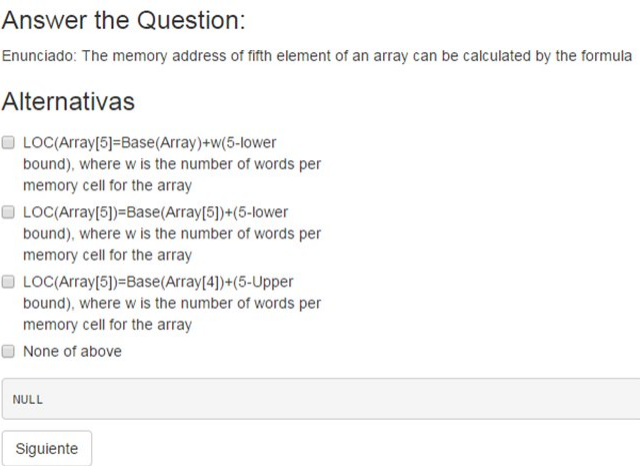 Answer the Question:
Enunciado: The memory address of fifth element of an array can be calculated by the formula
Alternativas
LOC(Array[5]=Base(Array)+w(5-lower
bound), where w is the number of words per
memory cell for the array
LOC(Array[5])=Base(Array[5])+(5-lower
bound), where w is the number of words per
memory cell for the array
LOC(Array[5])=Base(Array[4])+(5-Upper
bound), where w is the number of words per
memory cell for the array
None of above
NULL
Siguiente